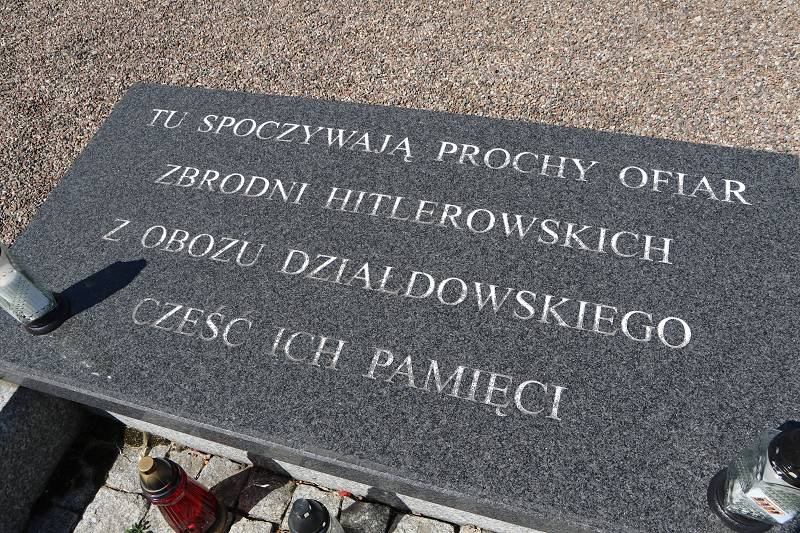 TU SPOCZYWAJĄ PROCHY OFIAR
ZBRODNI HITLEROWSKICH
Z OBOZU DZIAŁDOWSKIEGO
CZEŚĆ ICH PAMIĘCI